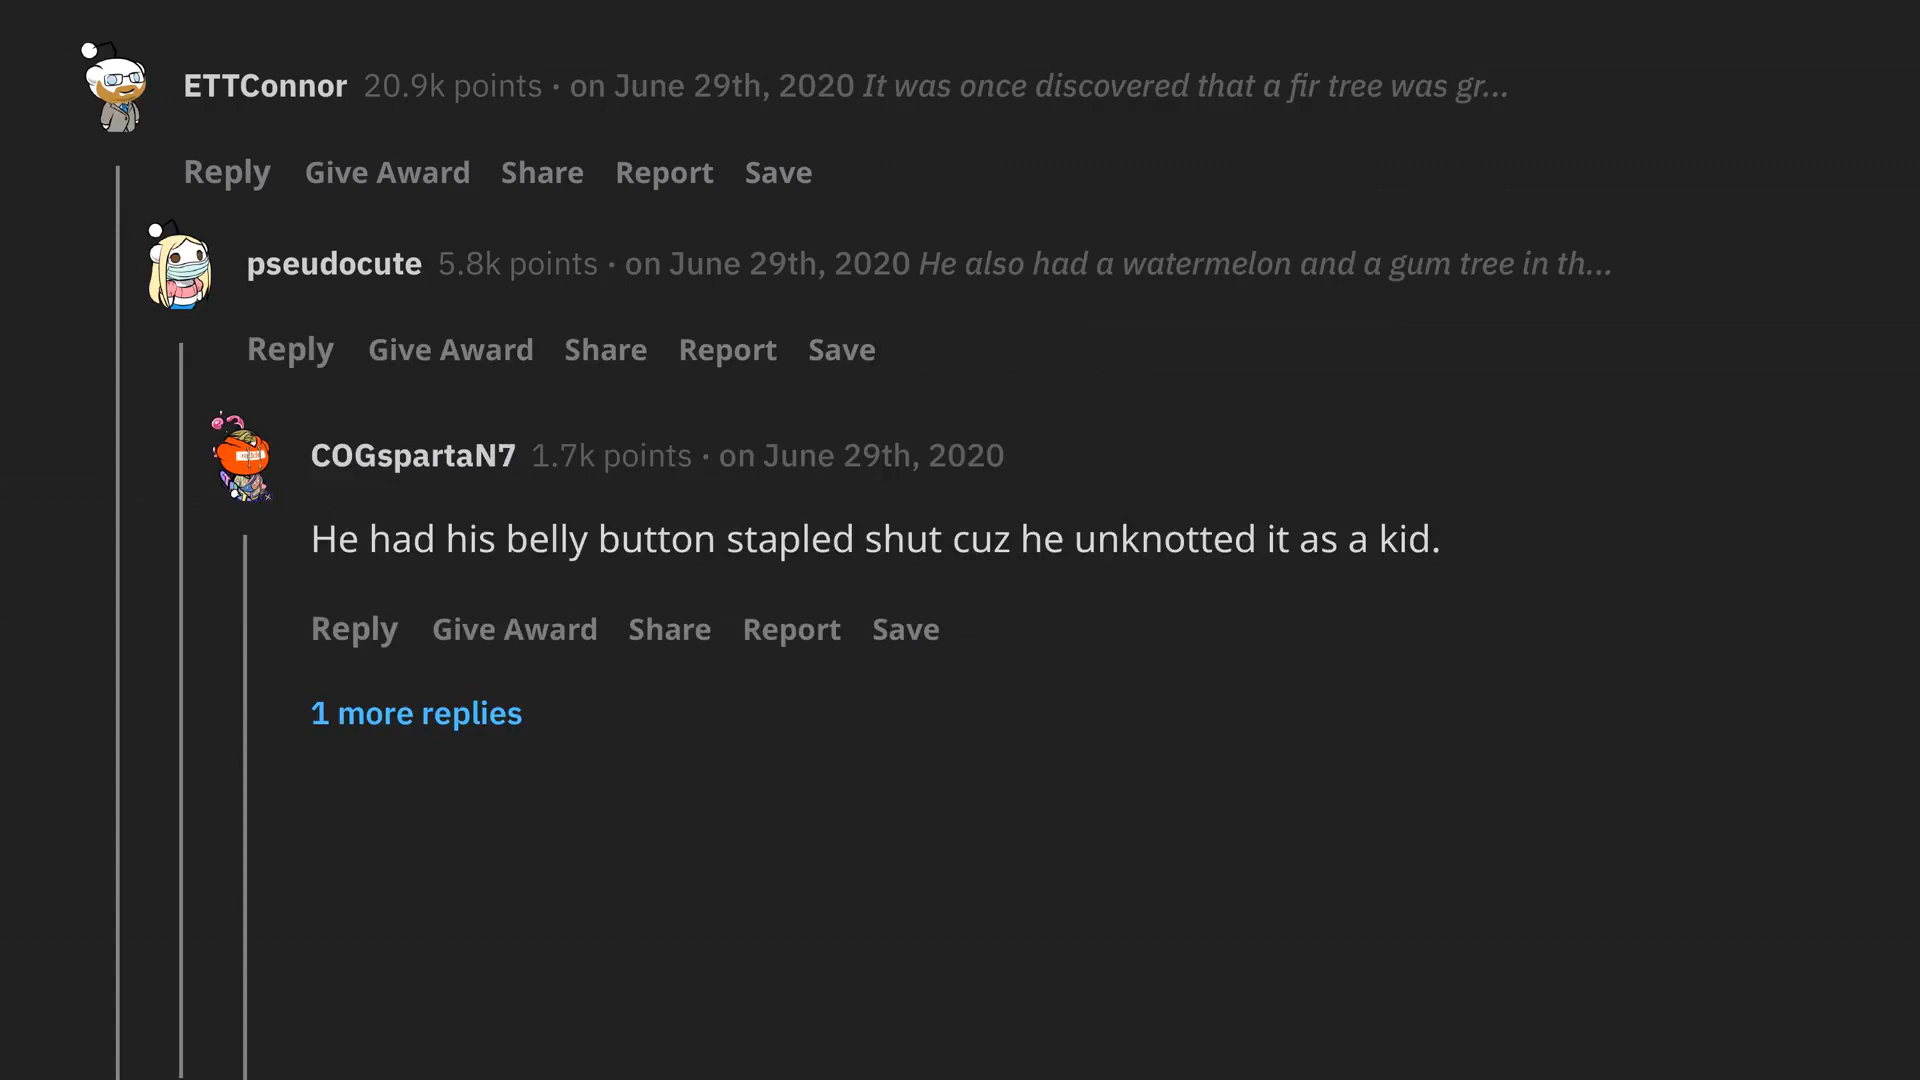 ETTConnor 20.9k points · on June 29th, 2020 It was once discovered that a fir tree was gr...
Reply Give Award Share Report Save
pseudocute 5.8k points · on June 29th, 2020 He also had a watermelon and a gum tree in th...
Reply Give Award Share Report Save
COGspartaN7 1.7k points · on June 29th, 2020
He had his belly button stapled shut cuz he unknotted it as a kid.
Reply Give Award Share Report Save
1 more replies